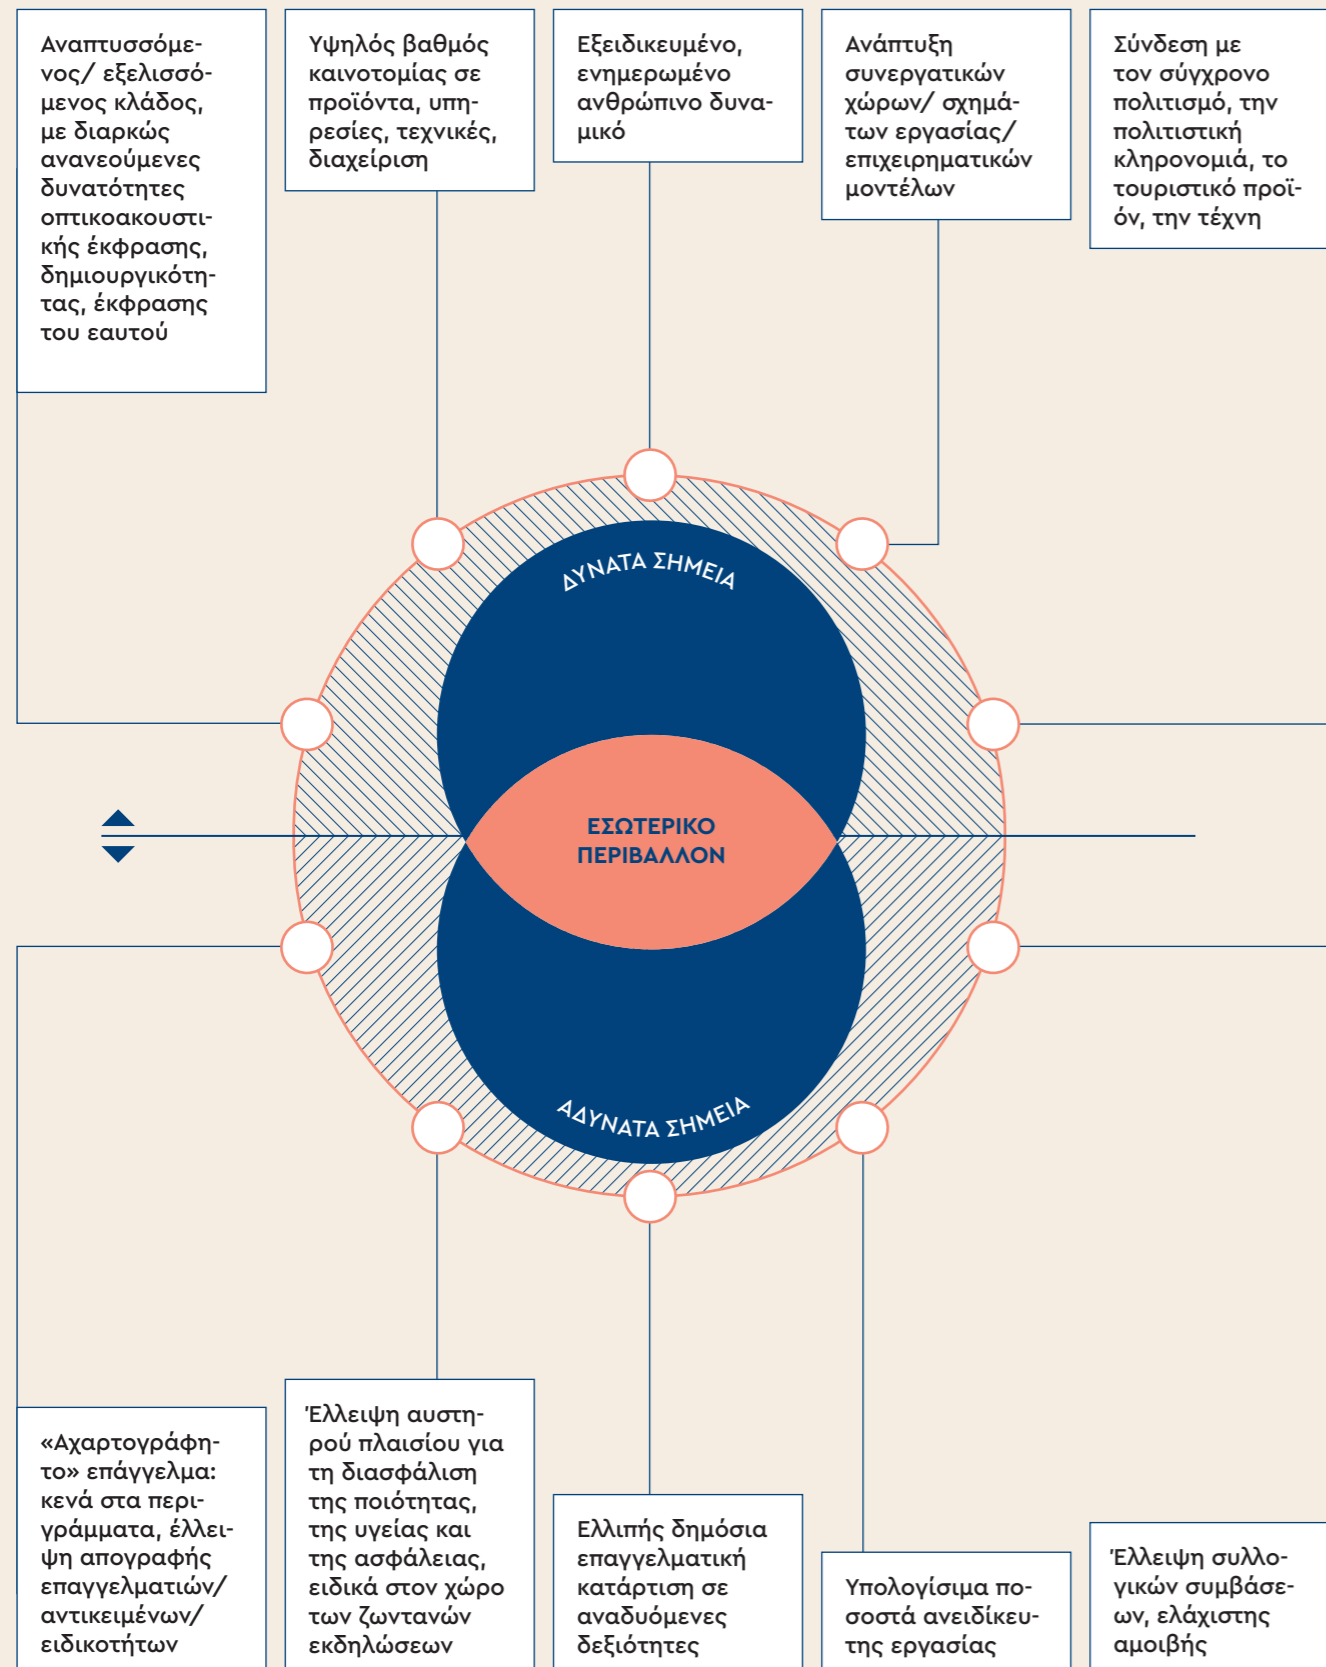 Αναπτυσσόμε-
νος/ εξελισσό-
μενος κλάδος,
με διαρκώς
ανανεούμενες
δυνατότητες
οπτικοακουστι-
κής έκφρασης,
δημιουργικότη-
τας, έκφρασης
του εαυτού
Υψηλός βαθμός
καινοτομίας σε
προϊόντα, υπη-
ρεσίες, τεχνικές,
διαχείριση
Εξειδικευμένο,
ενημερωμένο
ανθρώπινο δυνα-
μικό
Ανάπτυξη
συνεργατικών
χώρων/ σχημά-
των εργασίας/
επιχειρηματικών
μοντέλων
Σύνδεση με
τον σύγχρονο
πολιτισμό, την
πολιτιστική
κληρονομιά, το
τουριστικό προϊ-
όν, την τέχνη
ΔΥΝΑΤΑ ΣΗΜΕΙΑ
ΕΣΩΤΕΡΙΚΟ
ΠΕΡΙΒΑΛΛΟΝ
ΑΔΥΝΑΤΑ ΣΗΜΕΙΑ
«Αχαρτογράφη-
το» επάγγελμα:
κενά στα περι-
γράμματα, έλλει-
ψη απογραφής
επαγγελματιών/
αντικειμένων/
ειδικοτήτων
Έλλειψη αυστη-
ρού πλαισίου για
τη διασφάλιση
της ποιότητας,
της υγείας και
της ασφάλειας,
ειδικά στον χώρο
των ζωντανών
εκδηλώσεων
Ελλιπής δημόσια
επαγγελματική
κατάρτιση σε
αναδυόμενες
δεξιότητες
Υπολογίσιμα πο-
σοστά ανειδίκευ-
της εργασίας
Έλλειψη συλλο-
γικών συμβάσε-
ων, ελάχιστης
αμοιβής